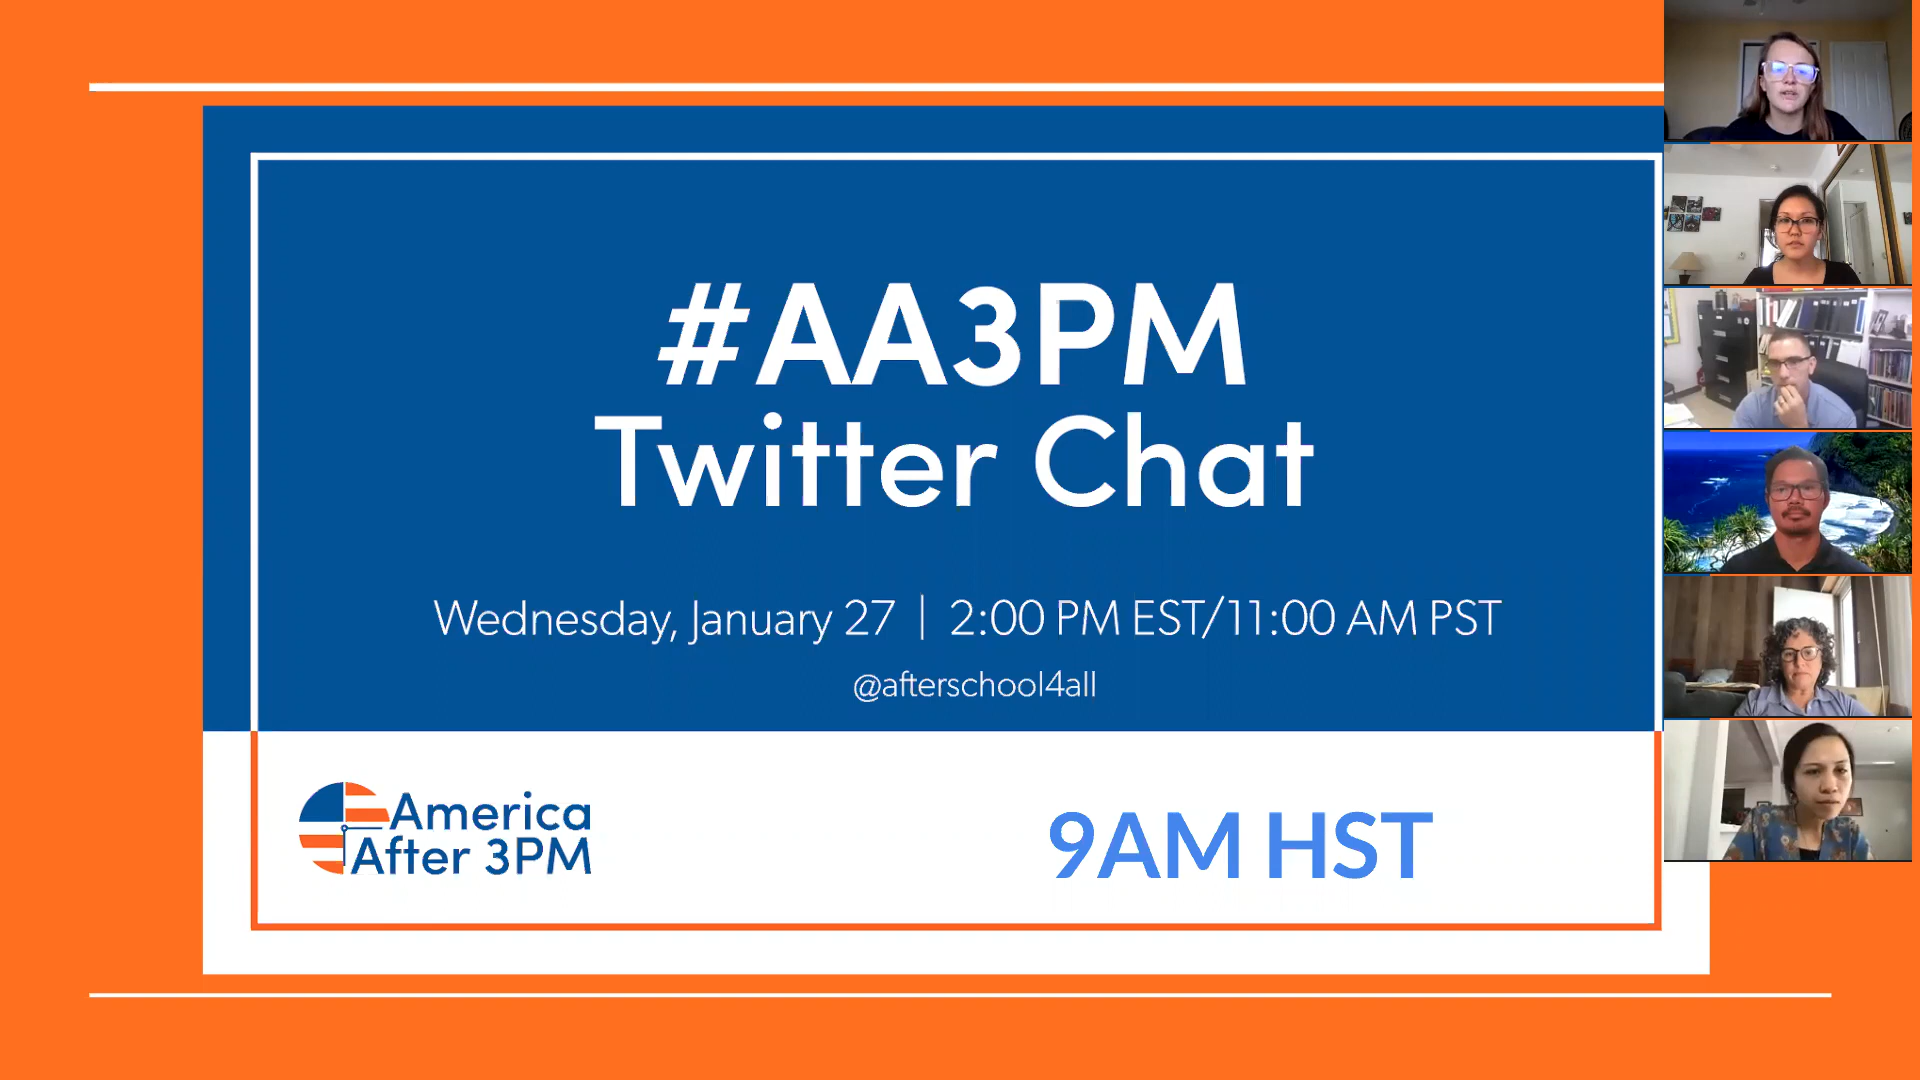 #AA3PM
Twitter Chat
Wednesday, January 27 | 2:00 PM EST/11:00 AM PST
@afterschool4all
America
After 3PM
9AM HST